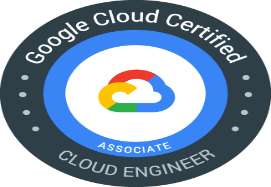 Google Cloud Certified
ASSOCIATE
CLOUD ENGINEER